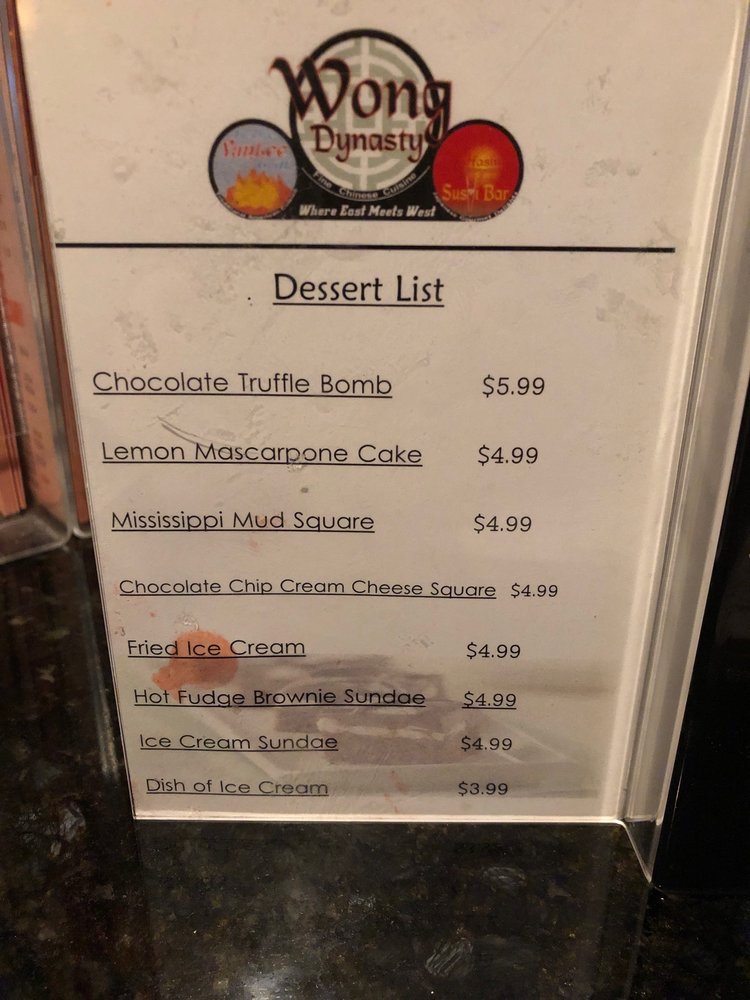 Wong
Dynasty
Fine Chinese Cuisine
Where East Meets West
Sushi Bar
Dessert List
Chocolate Truffle Bomb $5.99
Lemon Mascarpone Cake $4.99
Mississippi Mud Square $4.99
Chocolate Chip Cream Cheese Square $4.99
Fried Ice Cream $4.99
Hot Fudge Brownie Sundae $4.99
Ice Cream Sundae $4.99
Dish of Ice Cream $3.99